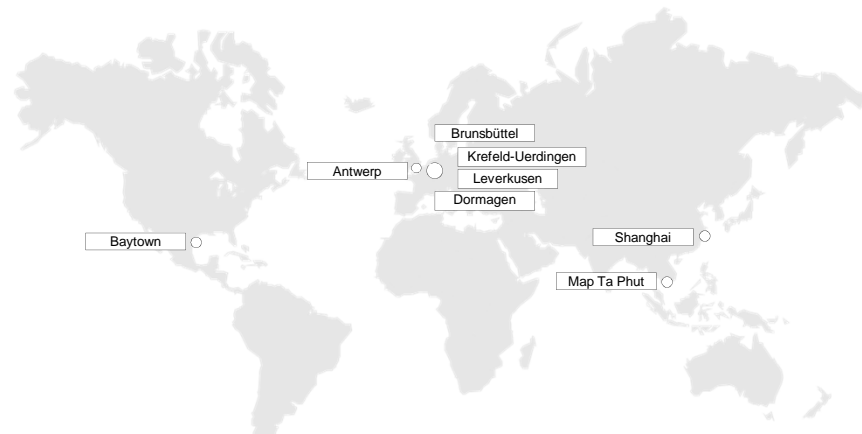 Brunsbüttel
Krefeld-Uerdingen
Antwerp
Leverkusen
Dormagen
Baytown
Shanghai
Map Ta Phut